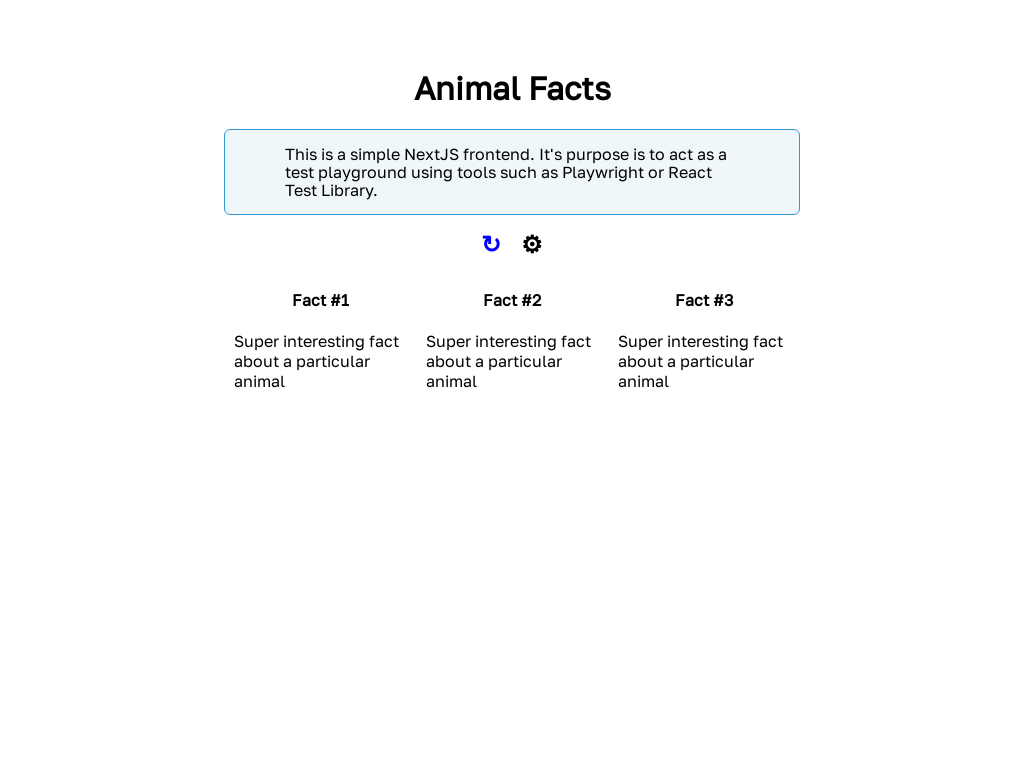 Animal Facts
This is a simple NextJS frontend. It's purpose is to act as a
test playground using tools such as Playwright or React
Test Library.
↻ ⚙
Fact #1
Super interesting fact
about a particular
animal
Fact #2
Super interesting fact
about a particular
animal
Fact #3
Super interesting fact
about a particular
animal